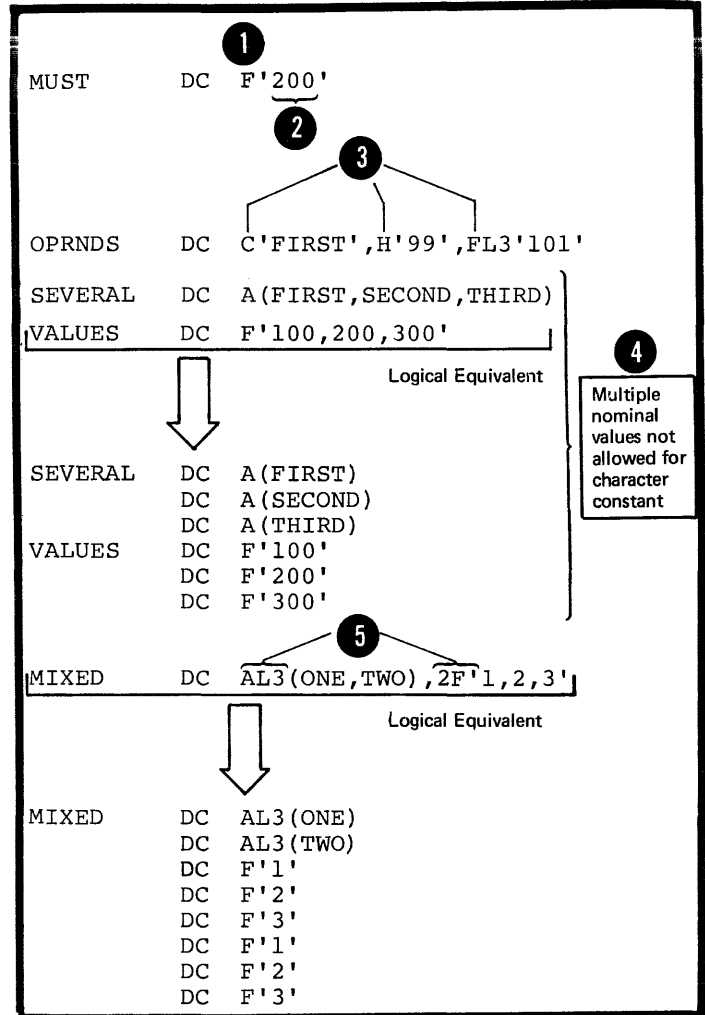 1
MUST DC F'200'
2
3
OPRNDS DC C'FIRST',H'99',FL3'101'
SEVERAL DC A(FIRST,SECOND,THIRD)
VALUES DC F'100,200,300'
Logical Equivalent
4
Multiple
nominal
values not
allowed for
character
constant
SEVERAL DC A(FIRST)
DC A(SECOND)
DC A(THIRD)
VALUES DC F'100'
DC F'200'
DC F'300'
5
MIXED DC AL3(ONE,TWO),2F'1,2,3'
Logical Equivalent
MIXED DC AL3(ONE)
DC AL3(TWO)
DC F'1'
DC F'2'
DC F'3'
DC F'1'
DC F'2'
DC F'3'